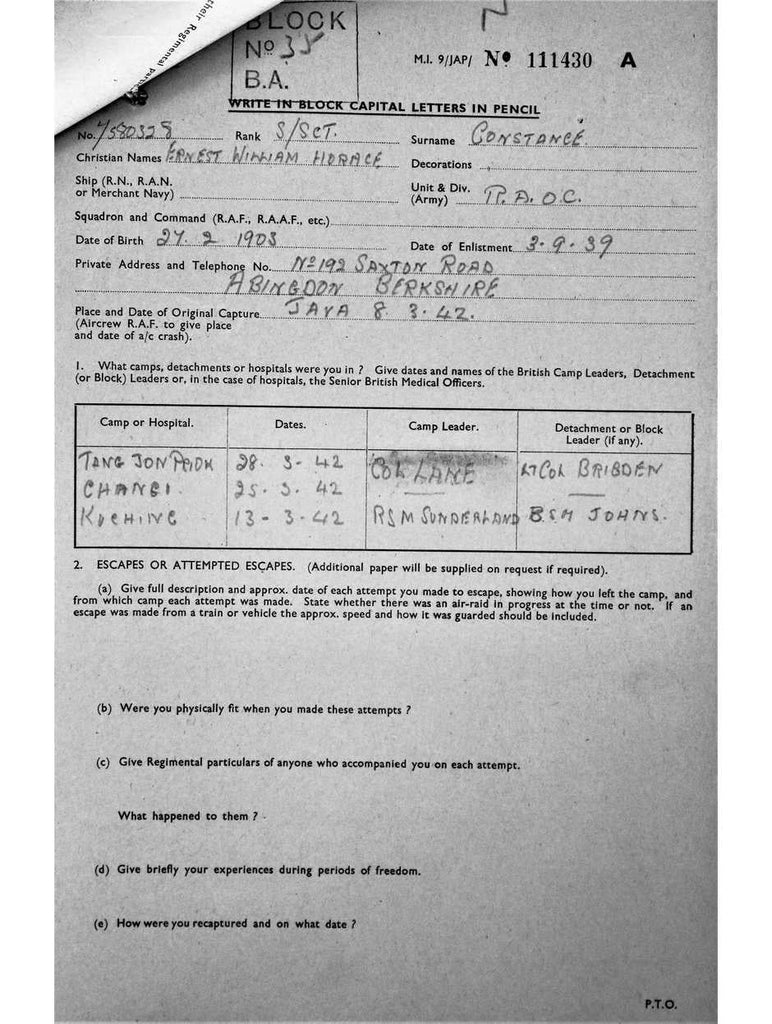 their Regimental partic
BLOCK
Nº 35
B.A.
M.I. 9/JAP/ Nº 111430 A
WRITE IN BLOCK CAPITAL LETTERS IN PENCIL
No. 7580328 Rank S/SGT. Surname CONSTANCE
Christian Names ERNEST WILLIAM HORACE Decorations
Ship (R.N., R.A.N.
or Merchant Navy)
Unit & Div.
(Army) R.A.O.C.
Squadron and Command (R.A.F., R.A.A.F., etc.)
Date of Birth 27. 2 1903 Date of Enlistment 3.9.39
Private Address and Telephone No. Nº 192 SAXTON ROAD
ABINGDON BERKSHIRE
Place and Date of Original Capture JAVA 8. 3.42.
(Aircrew R.A.F. to give place
and date of a/c crash).
1. What camps, detachments or hospitals were you in ? Give dates and names of the British Camp Leaders, Detachment
(or Block) Leaders or, in the case of hospitals, the Senior British Medical Officers.
Camp or Hospital. Dates. Camp Leader. Detachment or Block
Leader (if any).
TANG JON PRIOK 28. 3- 42 COL LANE LT COL BRIBDEN
CHANGI. 25. 3. 42 —— ——
KUCHING 13 - 3.42 RSM SUNDERLAND B.S.M JOHNS.
2. ESCAPES OR ATTEMPTED ESCAPES. (Additional paper will be supplied on request if required).
(a) Give full description and approx. date of each attempt you made to escape, showing how you left the camp, and
from which camp each attempt was made. State whether there was an air-raid in progress at the time or not. If an
escape was made from a train or vehicle the approx. speed and how it was guarded should be included.
(b) Were you physically fit when you made these attempts ?
(c) Give Regimental particulars of anyone who accompanied you on each attempt.
What happened to them ?
(d) Give briefly your experiences during periods of freedom.
(e) How were you recaptured and on what date ?
P.T.O.